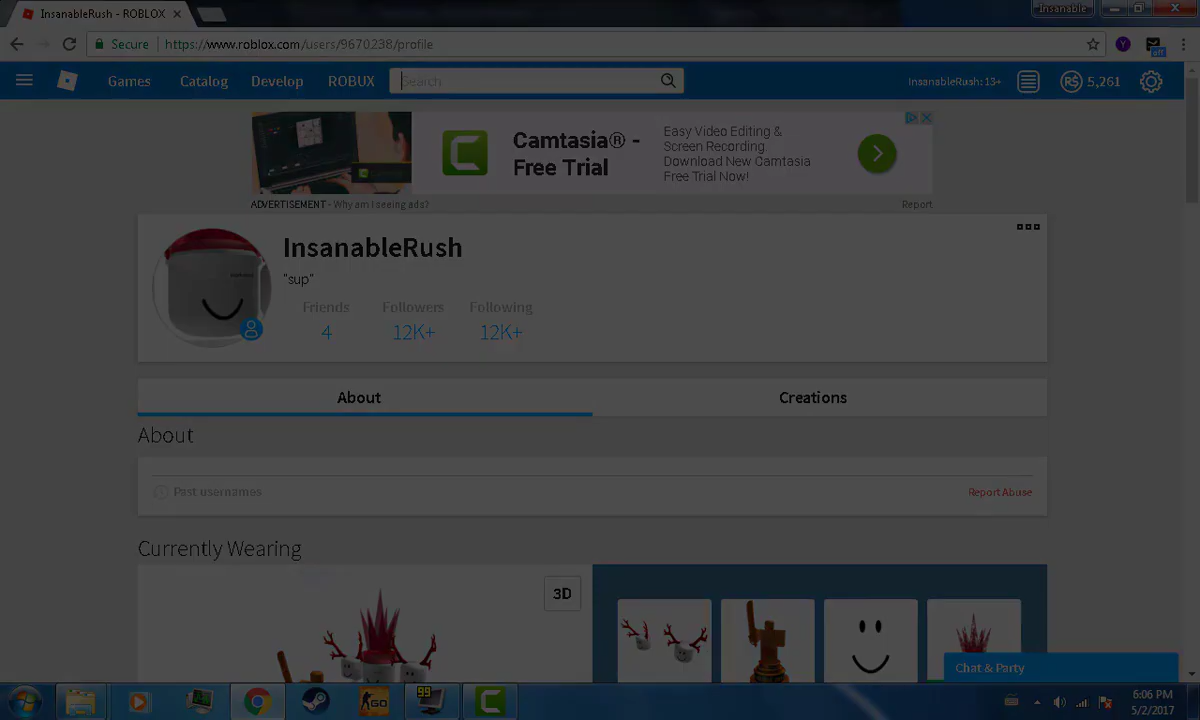 InsanableRush - ROBLOX
Insanable
Secure https://www.roblox.com/users/9670238/profile
off
Games Catalog Develop ROBUX Search InsanableRush: 13+ R$ 5,261
Camtasia® -
Free Trial
Easy Video Editing &
Screen Recording.
Download New Camtasia
Free Trial Now!
ADVERTISEMENT - Why am I seeing ads? Report
InsanableRush
"sup"
Friends Followers Following
4 12K+ 12K+
About Creations
About
Past usernames Report Abuse
Currently Wearing
3D
Chat & Party
GO
99
6:06 PM
5/2/2017